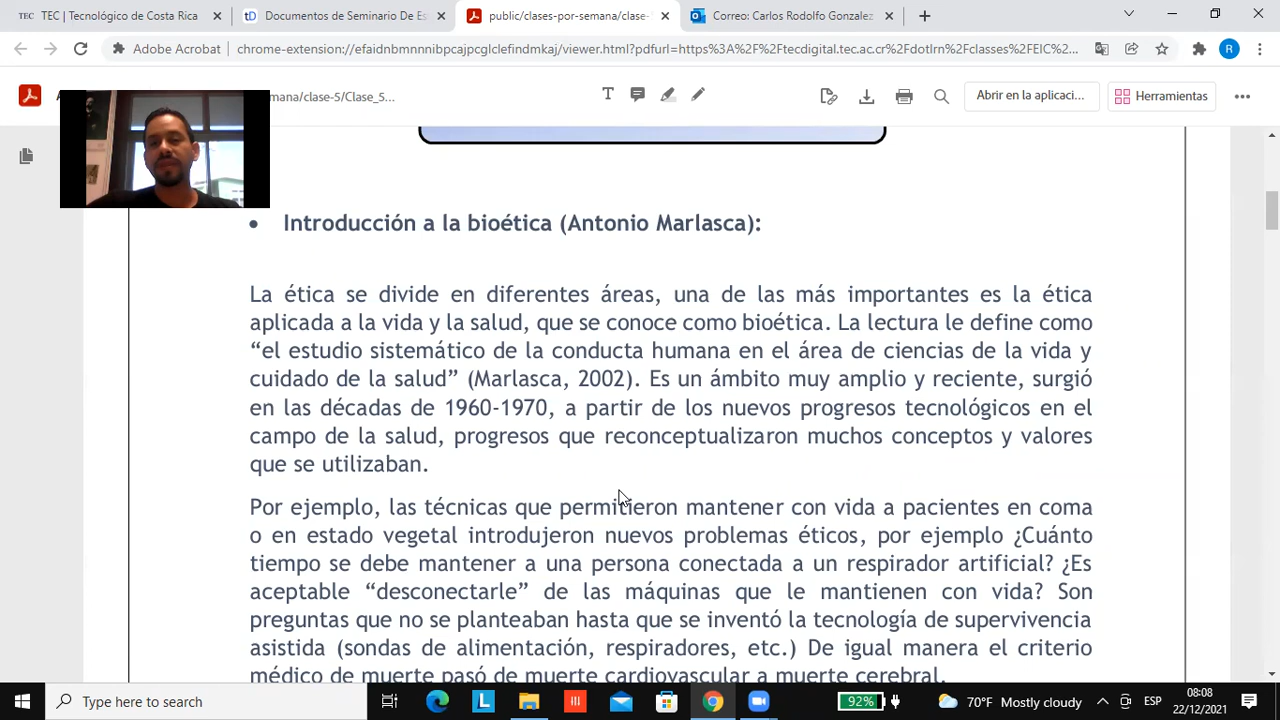 TEC | Tecnológico de Costa Rica
Documentos de Seminario De Es
public/clases-por-semana/clase-
Correo: Carlos Rodolfo Gonzalez
Adobe Acrobat
chrome-extension://efaidnbmnnnibpcajpcglclefindmkaj/viewer.html?pdfurl=https%3A%2F%2Ftecdigital.tec.ac.cr%2Fdotlrn%2Fclasses%2FEIC%2...
R
mana/clase-5/Clase_5...
Abrir en la aplicaci...
Herramientas
• Introducción a la bioética (Antonio Marlasca):
La ética se divide en diferentes áreas, una de las más importantes es la ética
aplicada a la vida y la salud, que se conoce como bioética. La lectura le define como
“el estudio sistemático de la conducta humana en el área de ciencias de la vida y
cuidado de la salud” (Marlasca, 2002). Es un ámbito muy amplio y reciente, surgió
en las décadas de 1960-1970, a partir de los nuevos progresos tecnológicos en el
campo de la salud, progresos que reconceptualizaron muchos conceptos y valores
que se utilizaban.
Por ejemplo, las técnicas que permitieron mantener con vida a pacientes en coma
o en estado vegetal introdujeron nuevos problemas éticos, por ejemplo ¿Cuánto
tiempo se debe mantener a una persona conectada a un respirador artificial? ¿Es
aceptable “desconectarle” de las máquinas que le mantienen con vida? Son
preguntas que no se planteaban hasta que se inventó la tecnología de supervivencia
asistida (sondas de alimentación, respiradores, etc.) De igual manera el criterio
médico de muerte pasó de muerte cardiovascular a muerte cerebral.
Type here to search
92%
70°F Mostly cloudy
ESP
08:08
22/12/2021